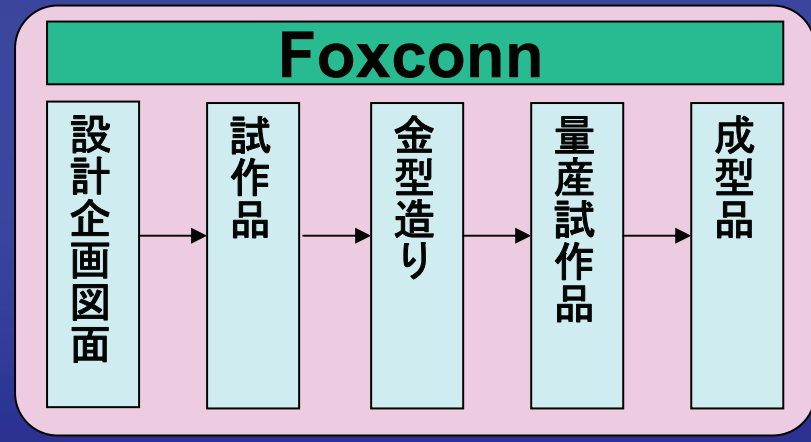 Foxconn
設計企画図面
試作品
金型造り
量産試作品
成型品